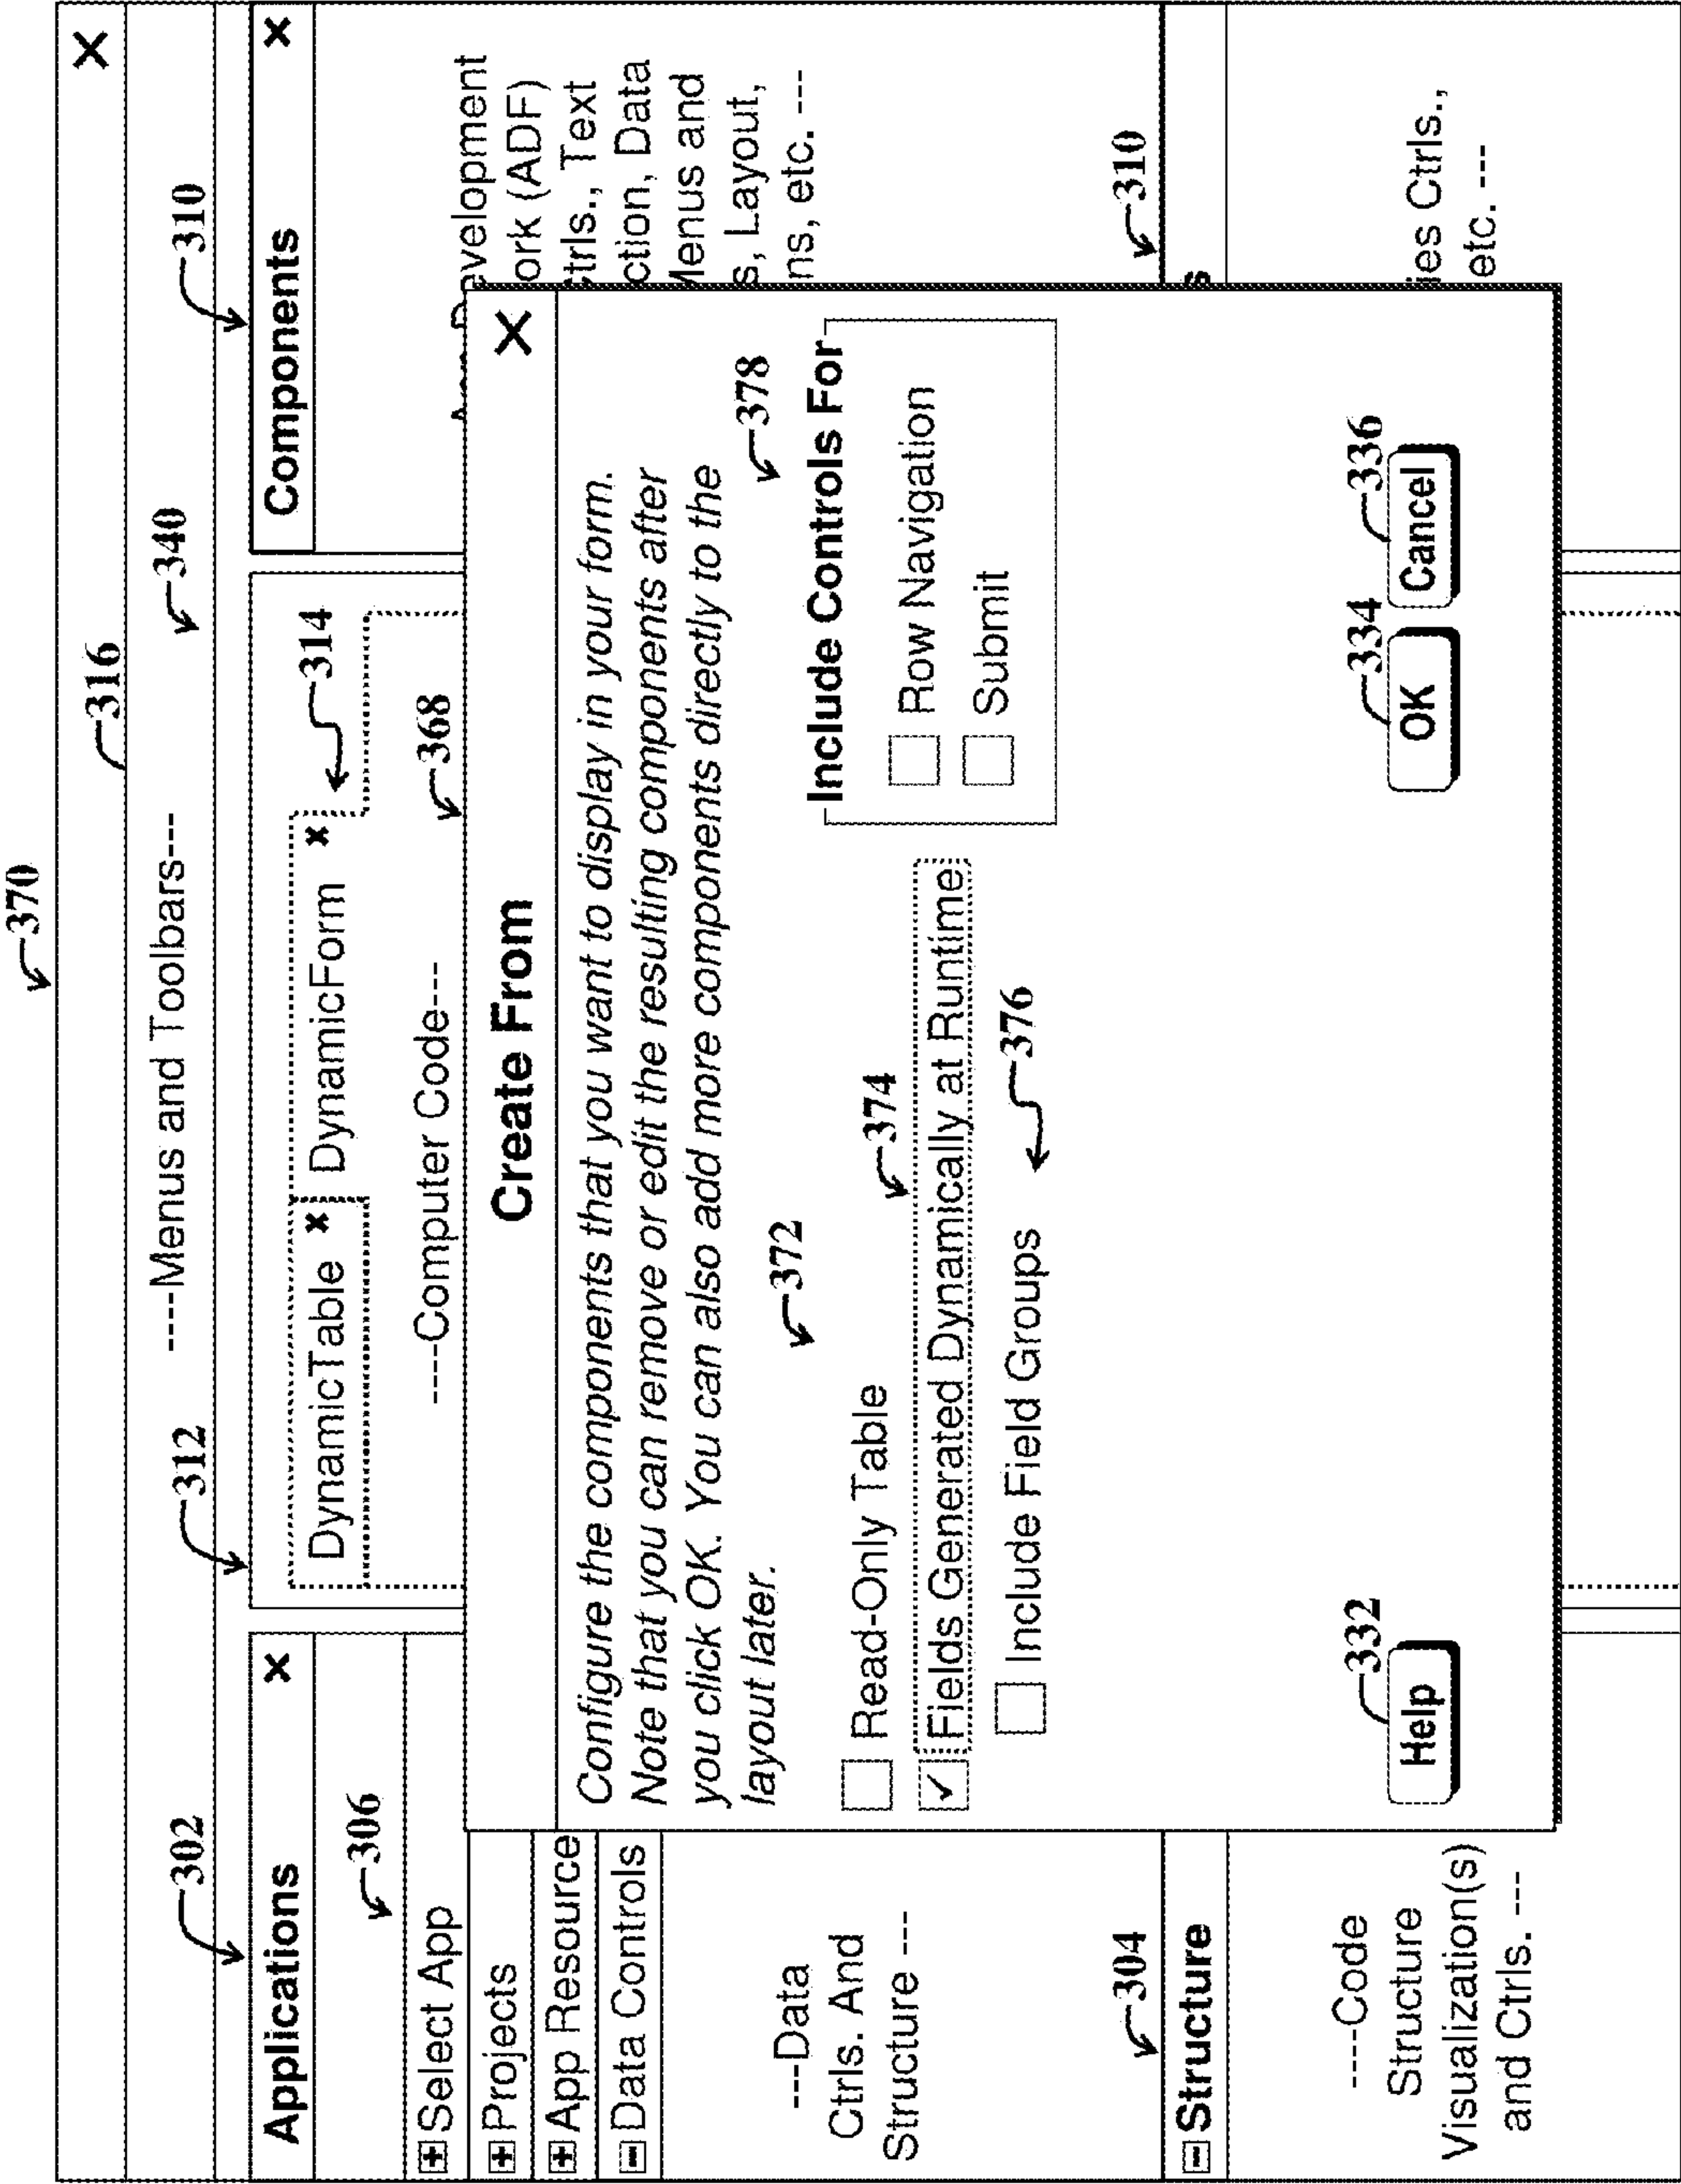 370
316
X
----Menus and Toolbars---
340
302
312
310
Applications x
306
Select App
Projects
App Resource
Data Controls
---Data
Ctrls. And
Structure ---
304
Structure
----Code
Structure
Visualization(s)
and Ctrls. ---
DynamicTable x DynamicForm x
314
----Computer Code---
368
Components x
evelopment
ork (ADF)
trls., Text
ction, Data
Menus and
s, Layout,
ns, etc. ---
310
s
ies Ctrls.,
etc. ---
Create From X
Configure the components that you want to display in your form.
Note that you can remove or edit the resulting components after
you click OK. You can also add more components directly to the
layout later.
372
378
Read-Only Table
374
Fields Generated Dynamically at Runtime
Include Field Groups
376
Include Controls For
Row Navigation
Submit
332
334
336
Help
OK
Cancel